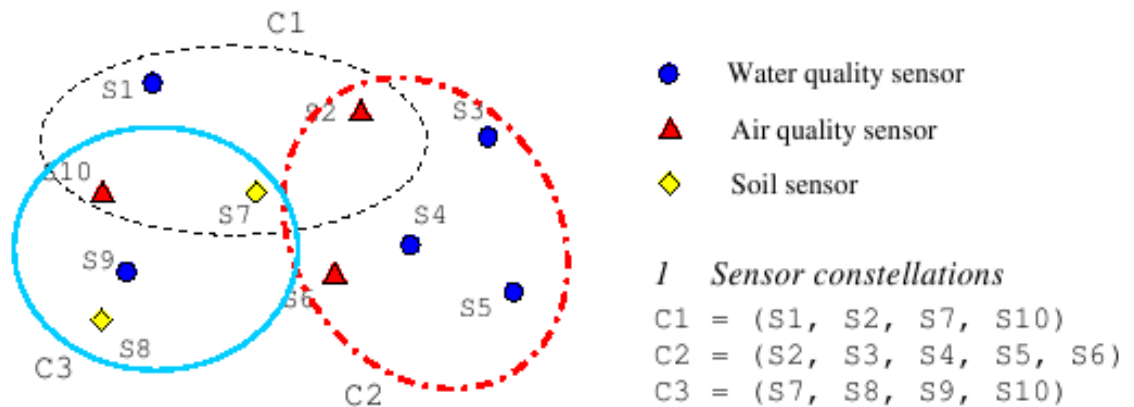 C1
S1
S2
S3
S10
S7
S4
S9
S6
S5
S8
C3
C2
Water quality sensor
Air quality sensor
Soil sensor
1 Sensor constellations
C1 = (S1, S2, S7, S10)
C2 = (S2, S3, S4, S5, S6)
C3 = (S7, S8, S9, S10)